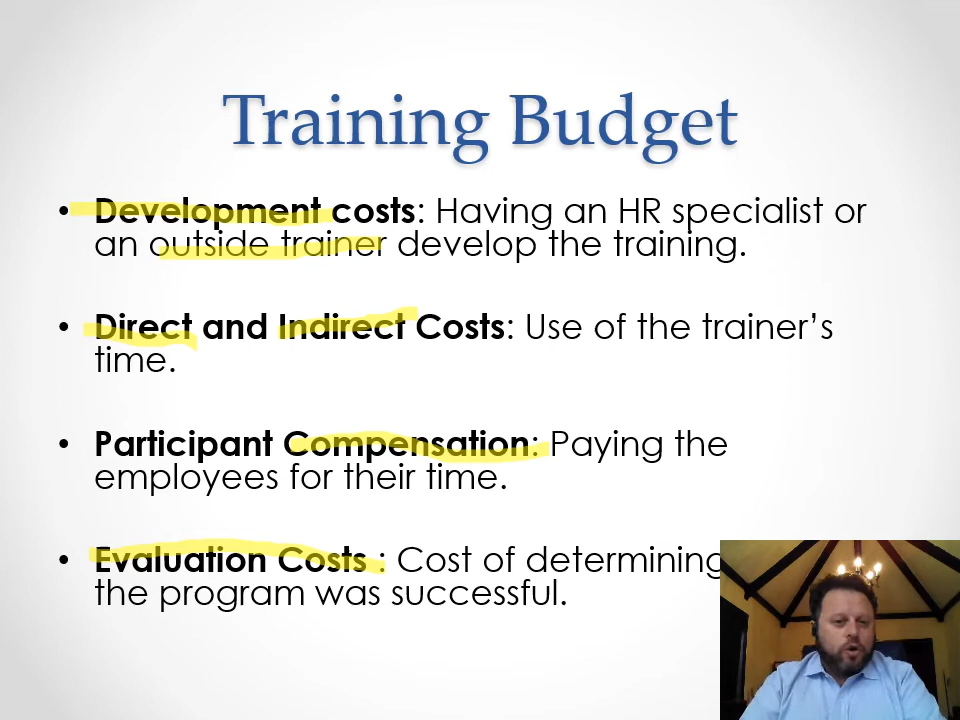 Training Budget
• Development costs: Having an HR specialist or
an outside trainer develop the training.
• Direct and Indirect Costs: Use of the trainer’s
time.
• Participant Compensation: Paying the
employees for their time.
• Evaluation Costs : Cost of determining
the program was successful.